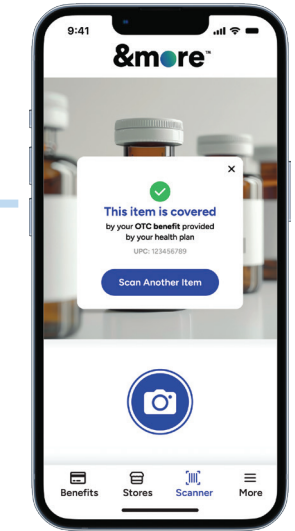 9:41
&more™
This item is covered
by your OTC benefit provided
by your health plan
UPC: 123456789
Scan Another Item
Benefits Stores Scanner More